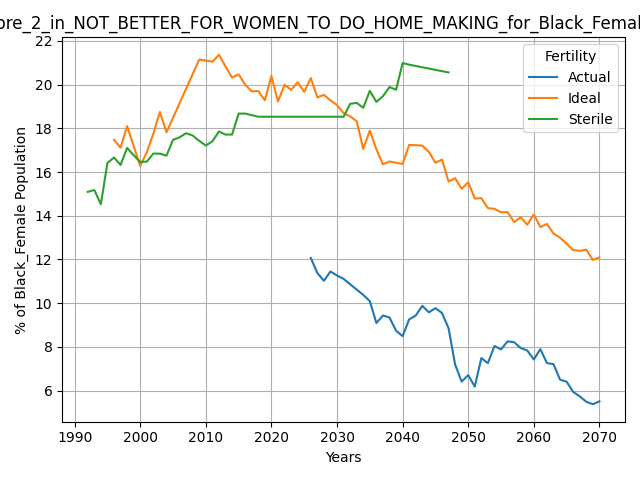 ore_2_in_NOT_BETTER_FOR_WOMEN_TO_DO_HOME_MAKING_for_Black_Femal
22
20
18
16
14
12
10
8
6
% of Black_Female Population
1990
2000
2010
2020
2030
2040
2050
2060
2070
Years
Fertility
Actual
Ideal
Sterile